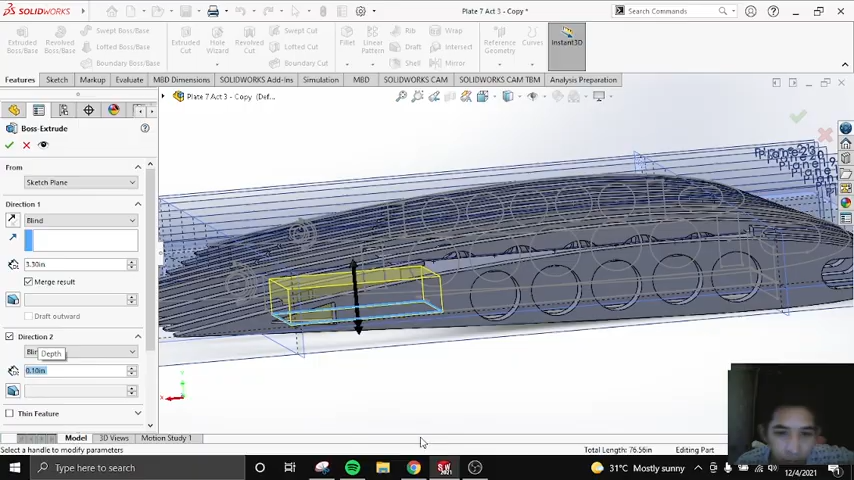 SOLIDWORKS
Plate 7 Act 3 - Copy *
Search Commands
Extruded Boss/Base
Revolved Boss/Base
Swept Boss/Base
Lofted Boss/Base
Boundary Boss/Base
Extruded Cut
Hole Wizard
Revolved Cut
Swept Cut
Lofted Cut
Boundary Cut
Fillet
Linear Pattern
Rib
Draft
Shell
Wrap
Intersect
Mirror
Reference Geometry
Curves
Instant3D
Features
Sketch
Markup
Evaluate
MBD Dimensions
SOLIDWORKS Add-Ins
Simulation
MBD
SOLIDWORKS CAM
SOLIDWORKS CAM TBM
Analysis Preparation
Plate 7 Act 3 - Copy (Def...
Boss-Extrude
From
Sketch Plane
Direction 1
Blind
3.30in
Merge result
Draft outward
Direction 2
Depth
0.10in
Thin Feature
Model
3D Views
Motion Study 1
Select a handle to modify parameters
Total Length: 76.56in
Editing Part
Type here to search
31°C Mostly sunny
12/4/2021